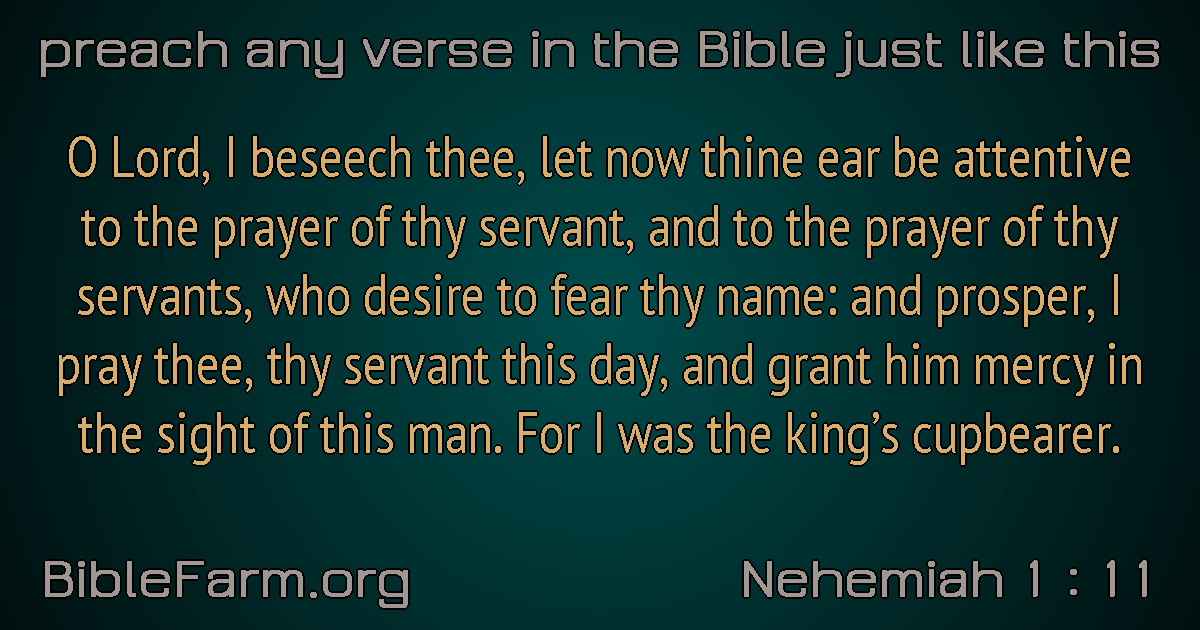 preach any verse in the Bible just like this
O Lord, I beseech thee, let now thine ear be attentive
to the prayer of thy servant, and to the prayer of thy
servants, who desire to fear thy name: and prosper, I
pray thee, thy servant this day, and grant him mercy in
the sight of this man. For I was the king’s cupbearer.
BibleFarm.org
Nehemiah 1 : 11